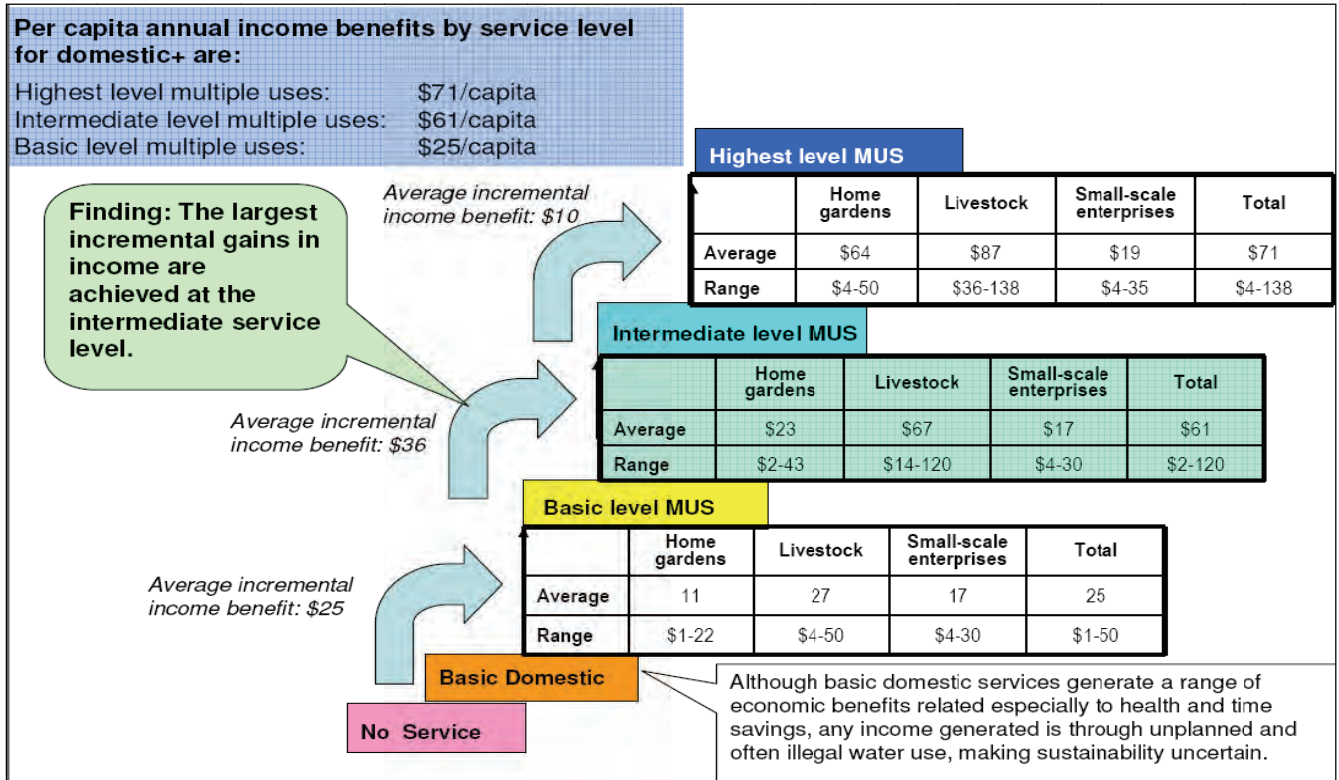 Per capita annual income benefits by service level
for domestic+ are:
Highest level multiple uses: $71/capita
Intermediate level multiple uses: $61/capita
Basic level multiple uses: $25/capita
Finding: The largest
incremental gains in
income are
achieved at the
intermediate service
level.
Average incremental
income benefit: $10
Highest level MUS
Home gardens Livestock Small-scale enterprises Total
Average $64 $87 $19 $71
Range $4-50 $36-138 $4-35 $4-138
Average incremental
income benefit: $36
Intermediate level MUS
Home gardens Livestock Small-scale enterprises Total
Average $23 $67 $17 $61
Range $2-43 $14-120 $4-30 $2-120
Average incremental
income benefit: $25
Basic level MUS
Home gardens Livestock Small-scale enterprises Total
Average 11 27 17 25
Range $1-22 $4-50 $4-30 $1-50
Basic Domestic
No Service
Although basic domestic services generate a range of
economic benefits related especially to health and time
savings, any income generated is through unplanned and
often illegal water use, making sustainability uncertain.